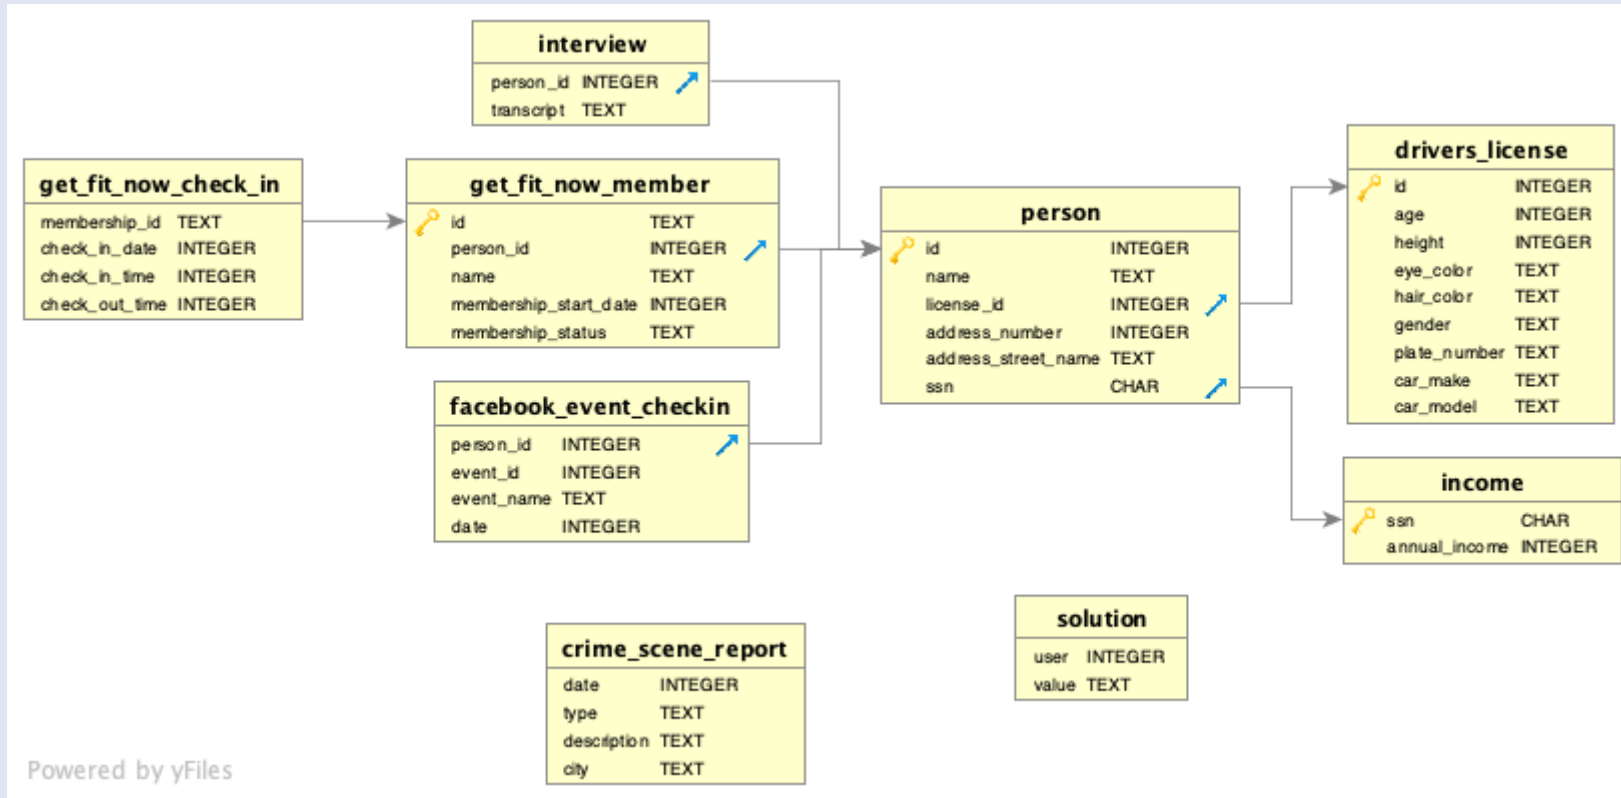 interview
person_id INTEGER
transcript TEXT
get_fit_now_check_in
membership_id TEXT
check_in_date INTEGER
check_in_time INTEGER
check_out_time INTEGER
get_fit_now_member
id TEXT
person_id INTEGER
name TEXT
membership_start_date INTEGER
membership_status TEXT
facebook_event_checkin
person_id INTEGER
event_id INTEGER
event_name TEXT
date INTEGER
person
id INTEGER
name TEXT
license_id INTEGER
address_number INTEGER
address_street_name TEXT
ssn CHAR
drivers_license
id INTEGER
age INTEGER
height INTEGER
eye_color TEXT
hair_color TEXT
gender TEXT
plate_number TEXT
car_make TEXT
car_model TEXT
income
ssn CHAR
annual_income INTEGER
solution
user INTEGER
value TEXT
crime_scene_report
date INTEGER
type TEXT
description TEXT
city TEXT
Powered by yFiles